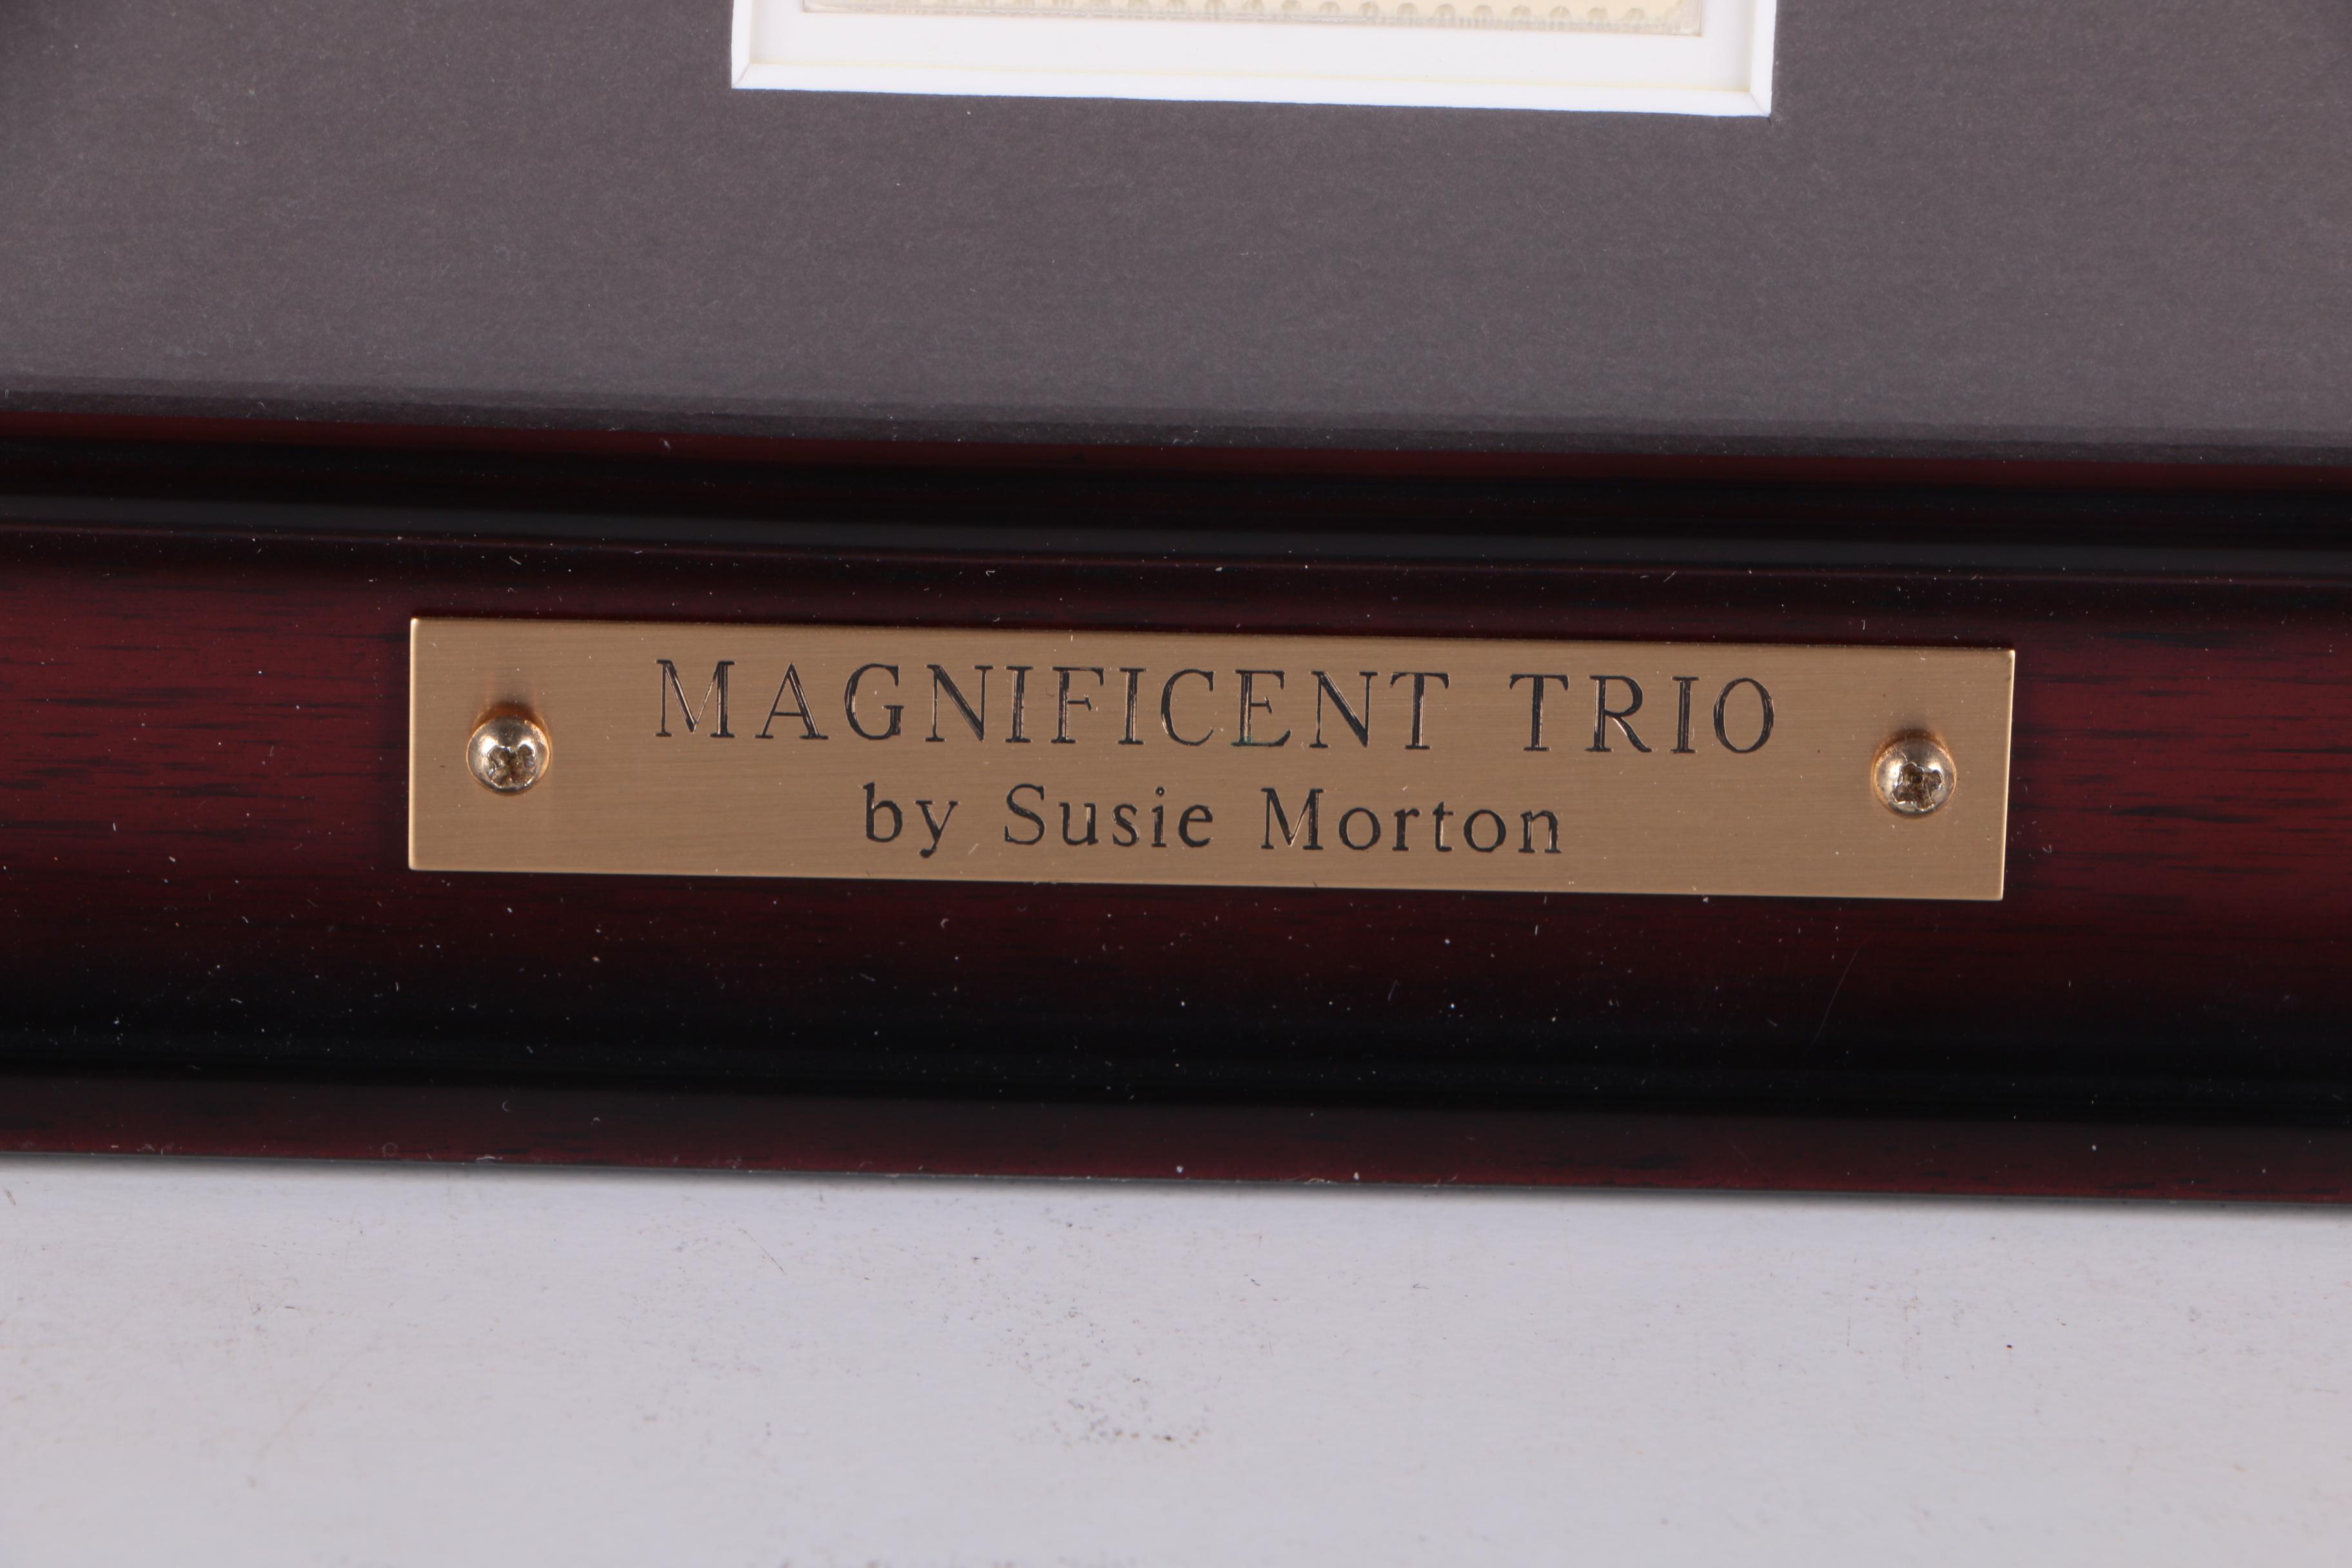 MAGNIFICENT TRIO
by Susie Morton